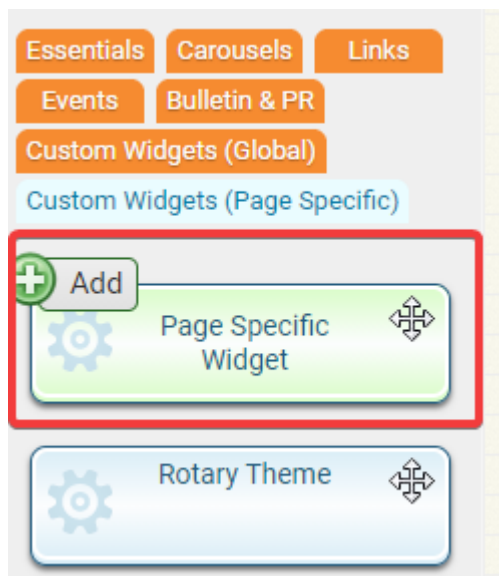 Essentials Carousels Links
Events Bulletin & PR
Custom Widgets (Global)
Custom Widgets (Page Specific)
Add
Page Specific
Widget
Rotary Theme